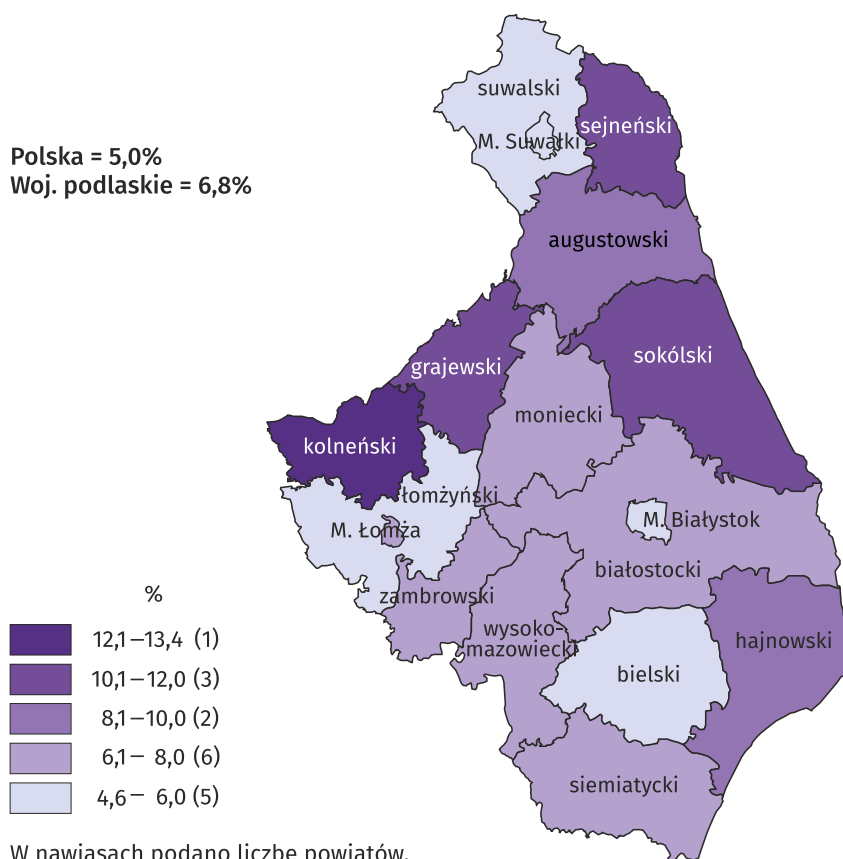 Polska = 5,0%
Woj. podlaskie = 6,8%
suwalski
M. Suwałki
sejneński
augustowski
grajewski
sokólski
moniecki
kolneński
łomżyński
M. Łomża
M. Białystok
białostocki
zambrowski
wysoko-
mazowiecki
hajnowski
bielski
siemiatycki
%
12,1–13,4 (1)
10,1–12,0 (3)
8,1–10,0 (2)
6,1– 8,0 (6)
4,6– 6,0 (5)
W nawiasach podano liczbę powiatów.